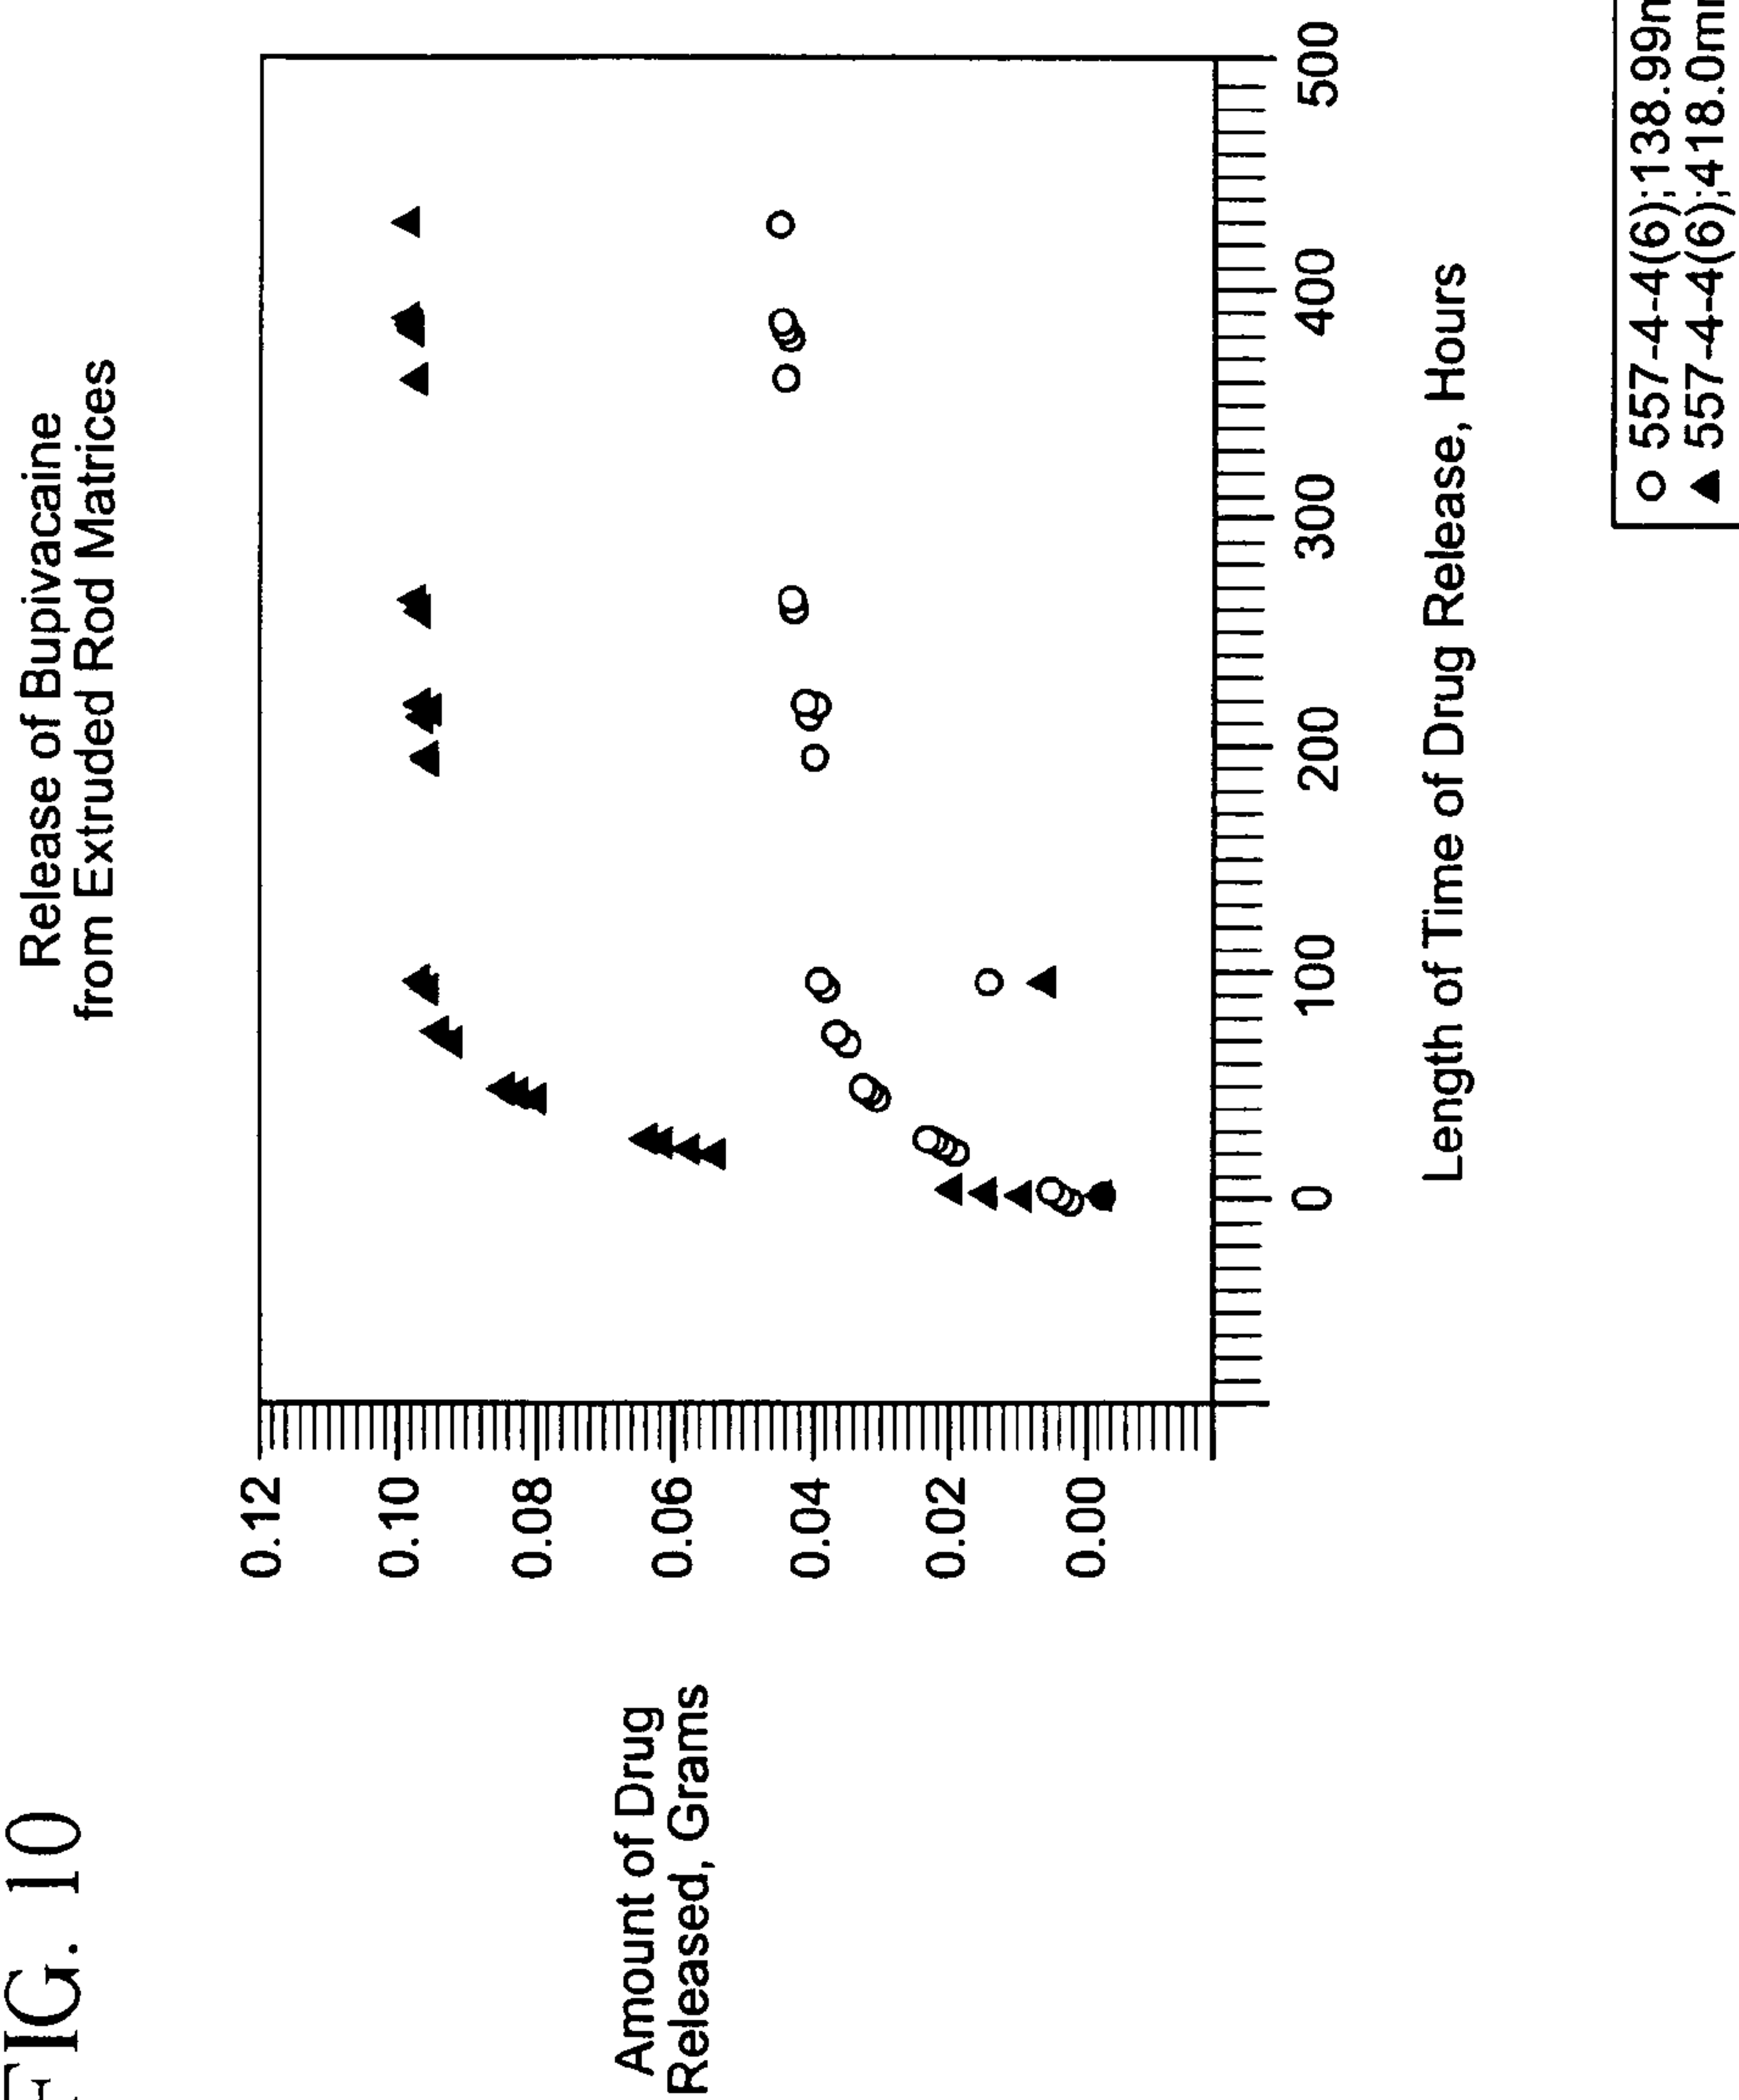 FIG. 10
Release of Bupivacaine
from Extruded Rod Matrices
Amount of Drug
Released, Grams
0.12
0.10
0.08
0.06
0.04
0.02
0.00
0
100
200
300
400
500
Length of Time of Drug Release, Hours
557-4-4(6);138.99m
557-4-4(6);418.0mi